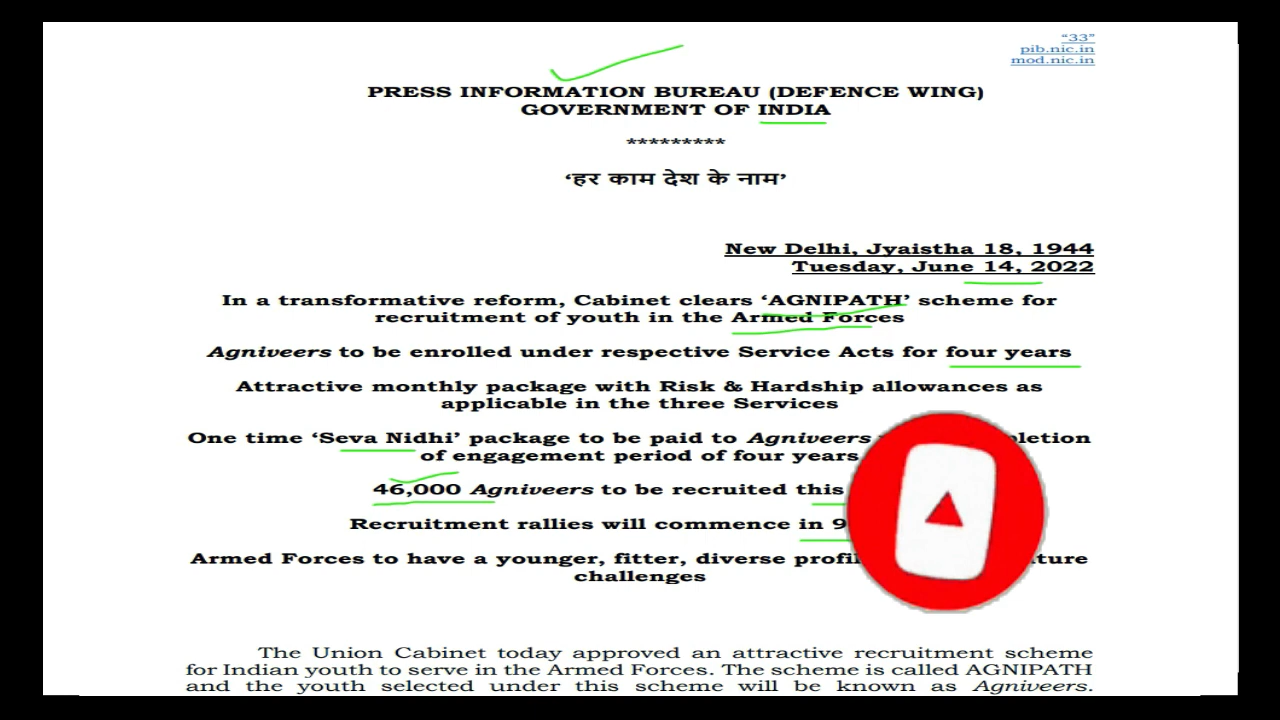 “33”
pib.nic.in
mod.nic.in
PRESS INFORMATION BUREAU (DEFENCE WING)
GOVERNMENT OF INDIA
*********
‘हर काम देश के नाम’
New Delhi, Jyaistha 18, 1944
Tuesday, June 14, 2022
In a transformative reform, Cabinet clears ‘AGNIPATH’ scheme for
recruitment of youth in the Armed Forces
Agniveers to be enrolled under respective Service Acts for four years
Attractive monthly package with Risk & Hardship allowances as
applicable in the three Services
One time ‘Seva Nidhi’ package to be paid to Agniveers
of engagement period of four years
46,000 Agniveers to be recruited this
Recruitment rallies will commence in 9
Armed Forces to have a younger, fitter, diverse
challenges
The Union Cabinet today approved an attractive recruitment scheme
for Indian youth to serve in the Armed Forces. The scheme is called AGNIPATH
and the youth selected under this scheme will be known as Agniveers.